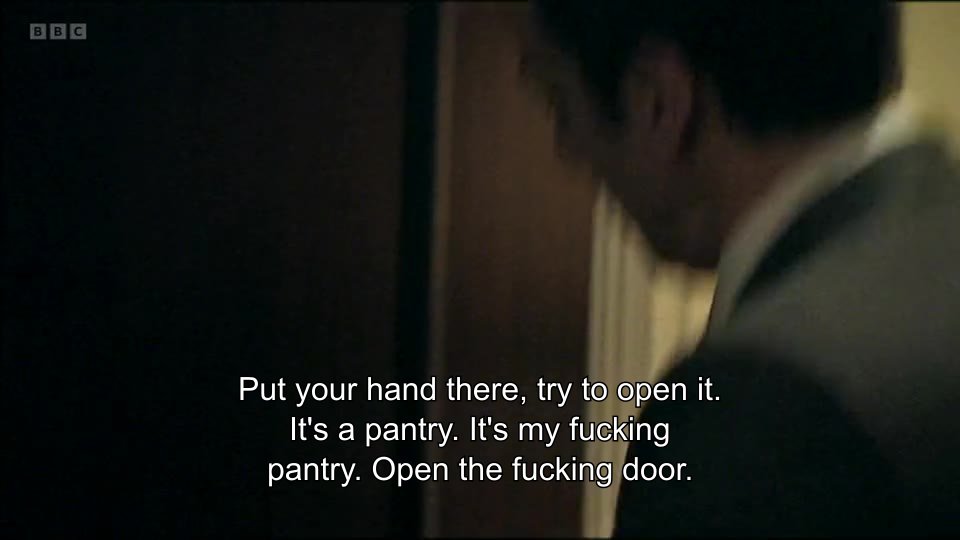 BBC
Put your hand there, try to open it.
It's a pantry. It's my fucking
pantry. Open the fucking door.